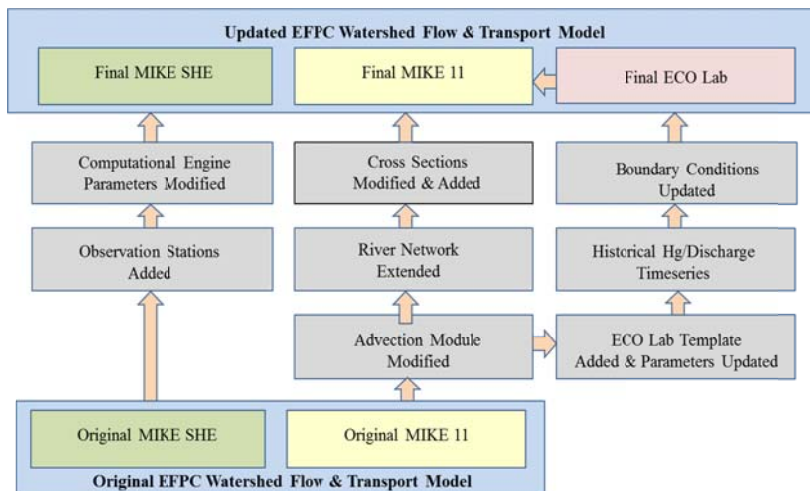 Updated EFPC Watershed Flow & Transport Model
Final MIKE SHE
Final MIKE 11
Final ECO Lab
Computational Engine
Parameters Modified
Cross Sections
Modified & Added
Boundary Conditions
Updated
Observation Stations
Added
River Network
Extended
Historical Hg/Discharge
Timeseries
Advection Module
Modified
ECO Lab Template
Added & Parameters Updated
Original MIKE SHE
Original MIKE 11
Original EFPC Watershed Flow & Transport Model